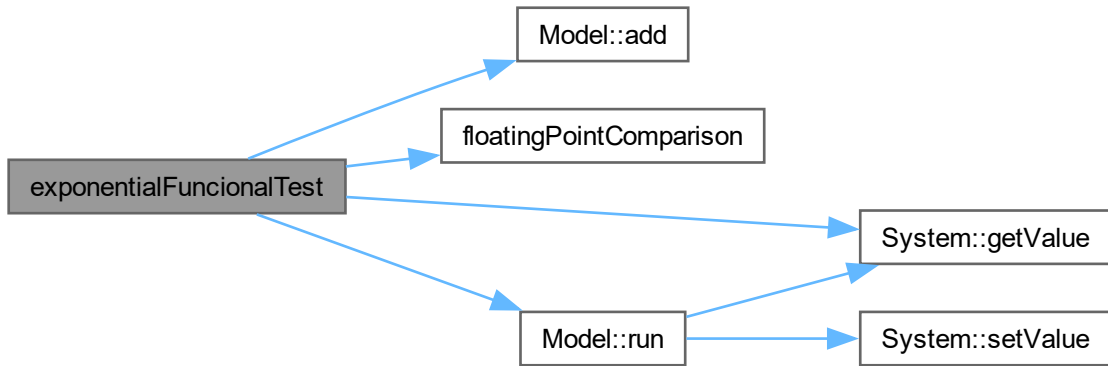 Model::add
floatingPointComparison
exponentialFuncionalTest
System::getValue
Model::run
System::setValue